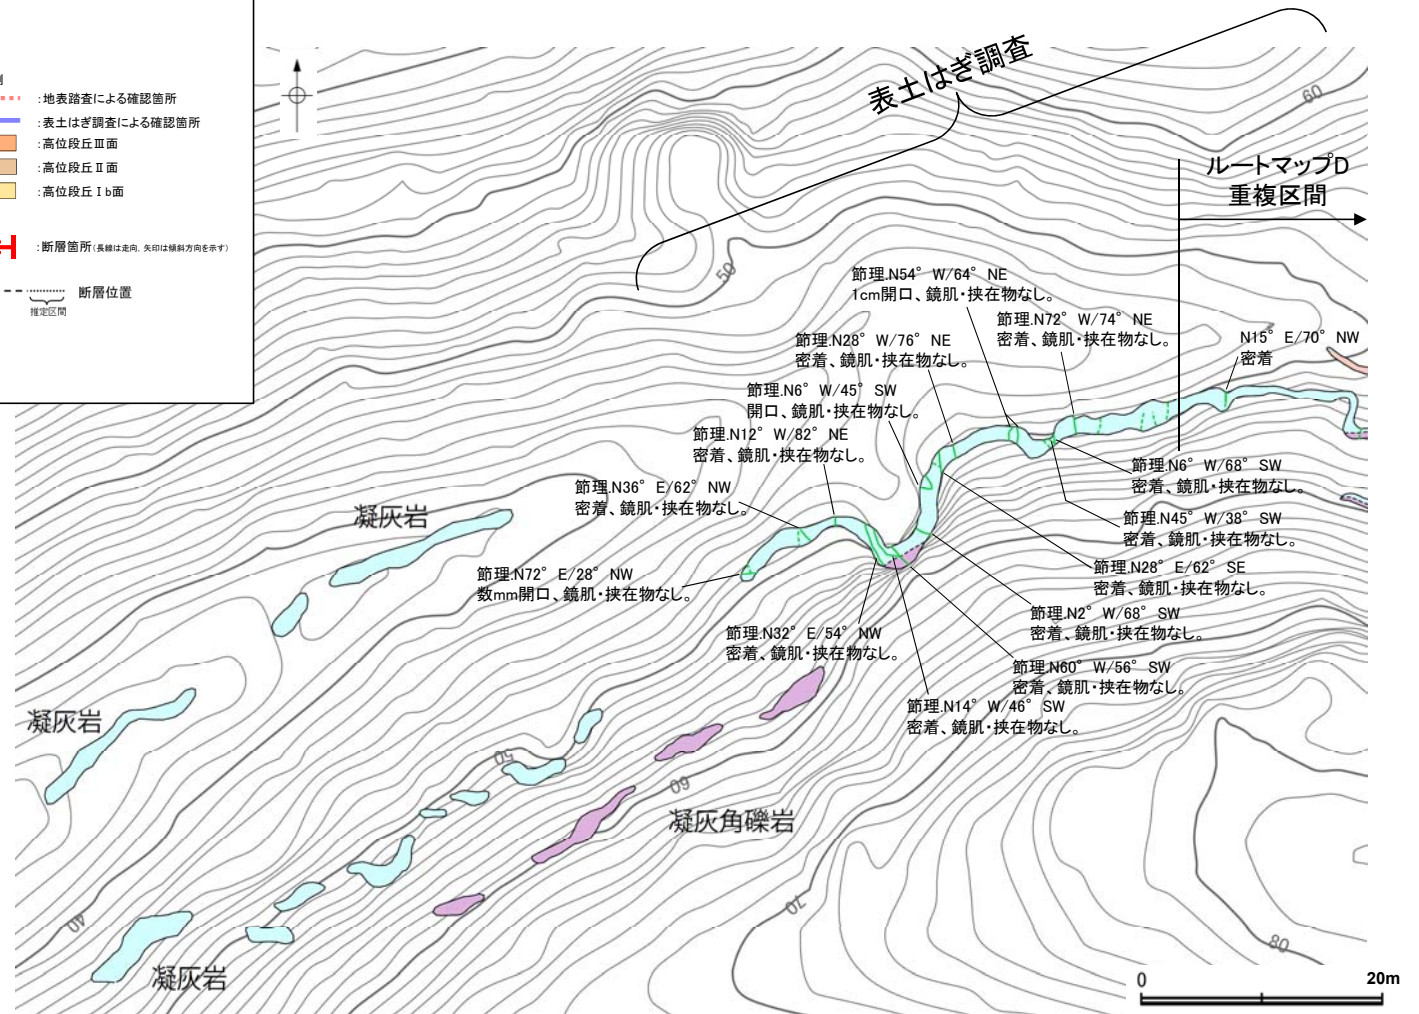 :地表踏査による確認箇所
:表土はぎ調査による確認箇所
:高位段丘Ⅲ面
:高位段丘Ⅱ面
:高位段丘Ⅰb面
:断層箇所(長線は走向、矢印は傾斜方向を示す)
断層位置
推定区間
表土はぎ調査
60
ルートマップD
重複区間
50
節理.N54° W/64° NE
1cm開口、鏡肌・挟在物なし。
節理.N72° W/74° NE
密着、鏡肌・挟在物なし。
N15° E/70° NW
密着
節理.N28° W/76° NE
密着、鏡肌・挟在物なし。
節理.N6° W/45° SW
開口、鏡肌・挟在物なし。
節理.N12° W/82° NE
密着、鏡肌・挟在物なし。
節理.N36° E/62° NW
密着、鏡肌・挟在物なし。
節理.N6° W/68° SW
密着、鏡肌・挟在物なし。
凝灰岩
節理.N45° W/38° SW
密着、鏡肌・挟在物なし。
節理.N72° E/28° NW
数mm開口、鏡肌・挟在物なし。
節理.N28° E/62° SE
密着、鏡肌・挟在物なし。
節理.N2° W/68° SW
密着、鏡肌・挟在物なし。
節理.N32° E/54° NW
密着、鏡肌・挟在物なし。
節理.N60° W/56° SW
密着、鏡肌・挟在物なし。
節理.N14° W/46° SW
密着、鏡肌・挟在物なし。
凝灰岩
50
60
凝灰角礫岩
70
40
80
凝灰岩
0
20m